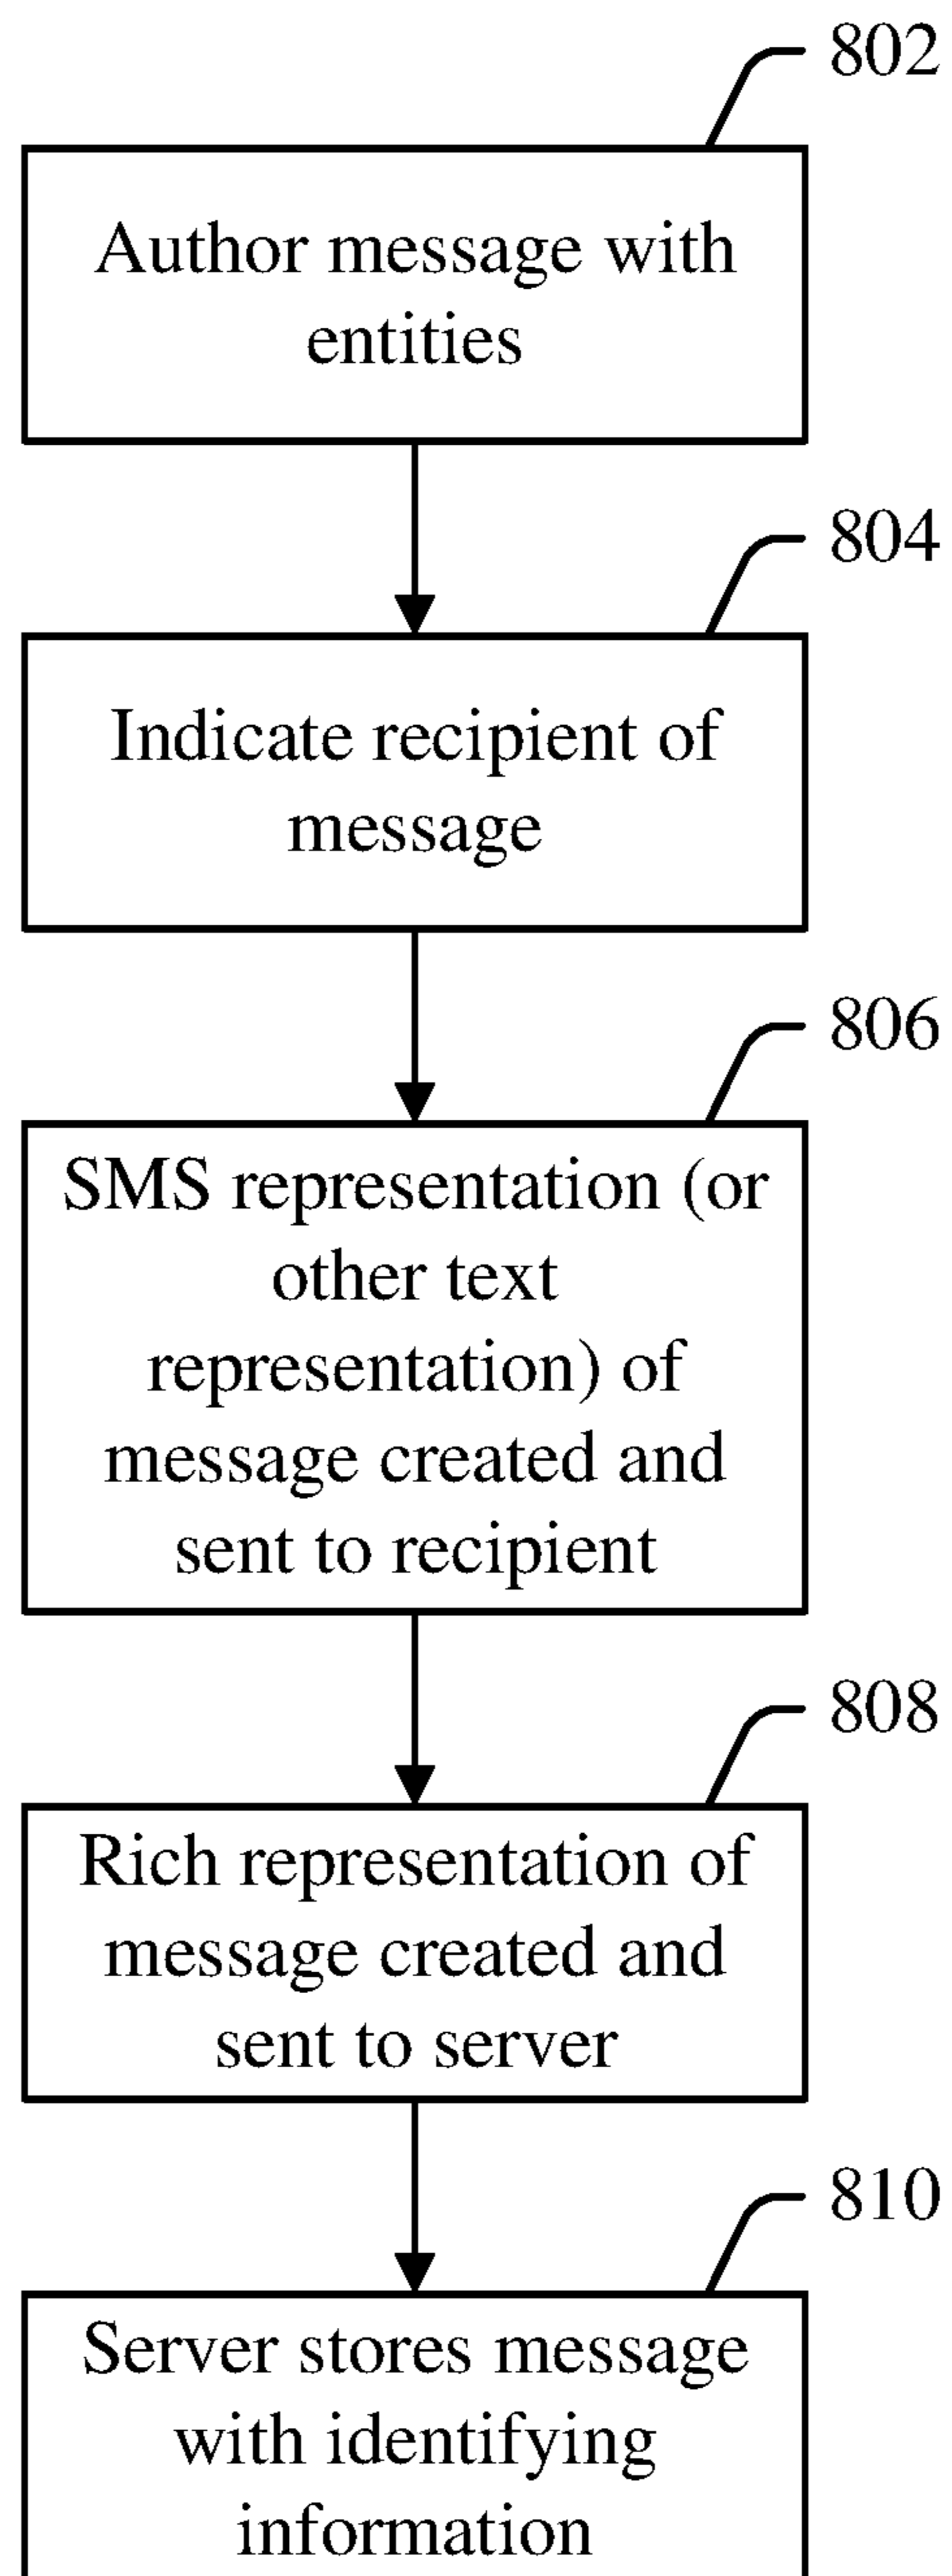 802
Author message with
entities
804
Indicate recipient of
message
806
SMS representation (or
other text
representation) of
message created and
sent to recipient
808
Rich representation of
message created and
sent to server
810
Server stores message
with identifying
information